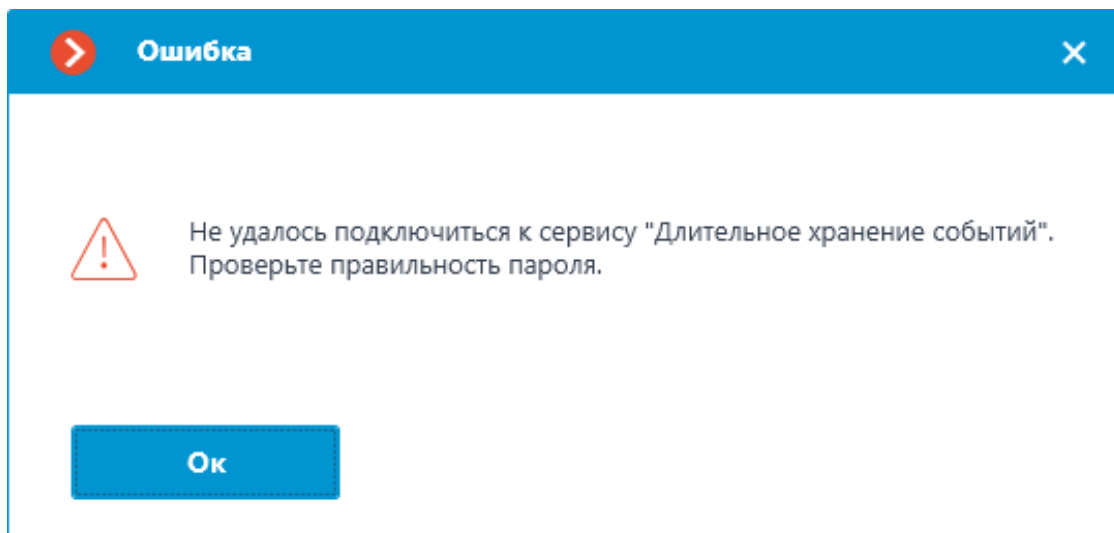 Ошибка
Не удалось подключиться к сервису "Длительное хранение событий".
Проверьте правильность пароля.
Ок